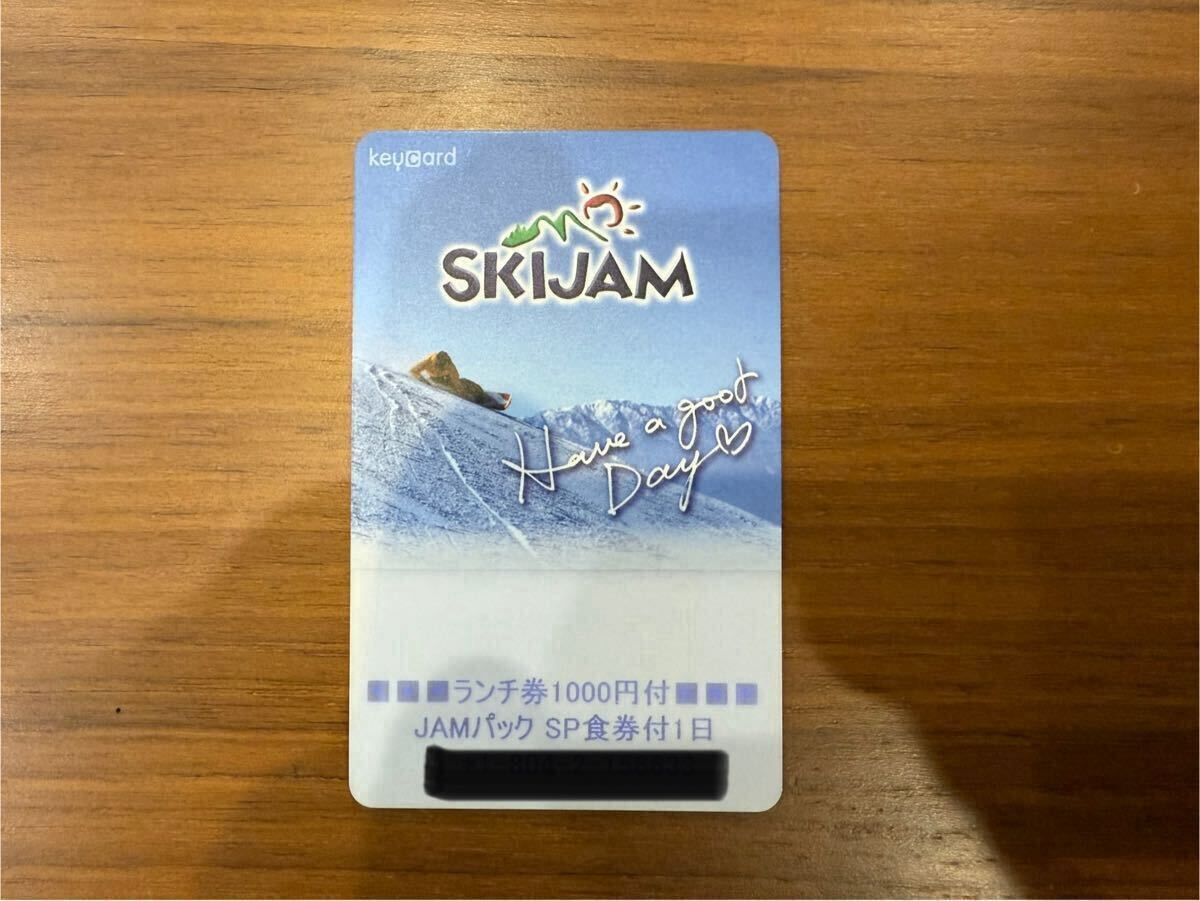 keycard
SKIJAM
Have a good
Day♡
■■■ランチ券1000円付■■■
JAMパック SP食券付1日